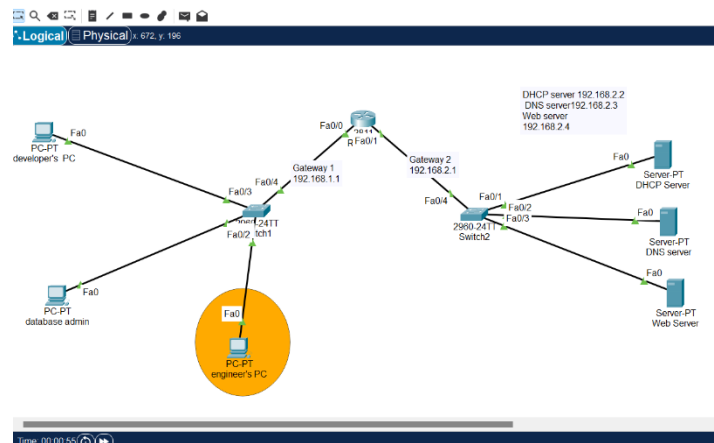 Logical
Physical
x: 672, y: 196
DHCP server 192.168.2.2
DNS server192.168.2.3
Web server
192.168.2.4
Fa0/0
Fa0/1
Fa0
PC-PT
developer's PC
Gateway 1
192.168.1.1
Gateway 2
192.168.2.1
Fa0
Server-PT
DHCP Server
Fa0/4
Fa0/3
Fa0/2
Fa0/4
Fa0/1
Fa0/2
Fa0/3
2960-24TT
Switch2
Fa0
Server-PT
DNS server
Fa0
PC-PT
database admin
Fa0
Server-PT
Web Server
Fa0
PC-PT
engineer's PC
Time: 00:00:55